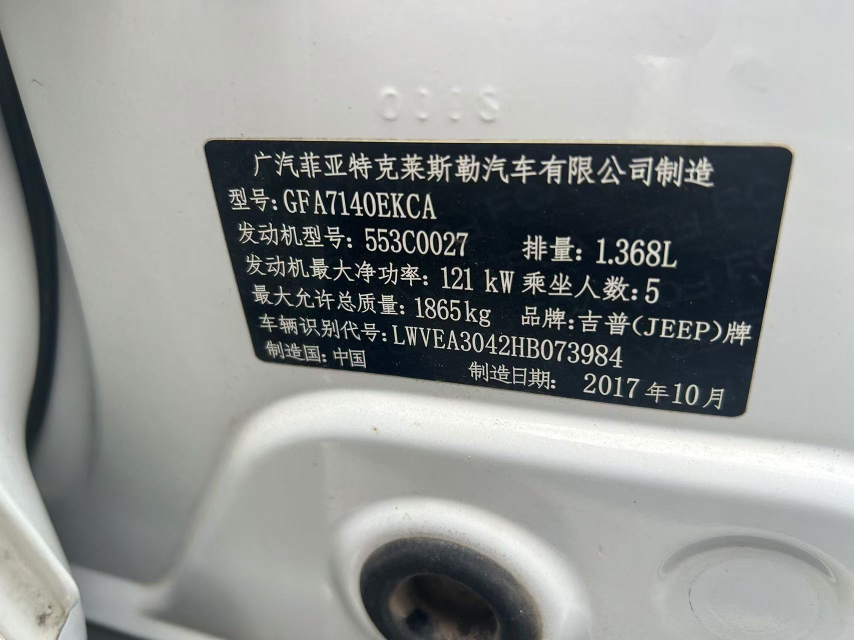 广汽菲亚特克莱斯勒汽车有限公司制造
型号:GFA7140EKCA
发动机型号:553C0027 排量:1.368L
发动机最大净功率:121 kW 乘坐人数:5
最大允许总质量:1865kg 品牌:吉普(JEEP)牌
车辆识别代号:LWVEA3042HB073984
制造国:中国 制造日期: 2017年10月